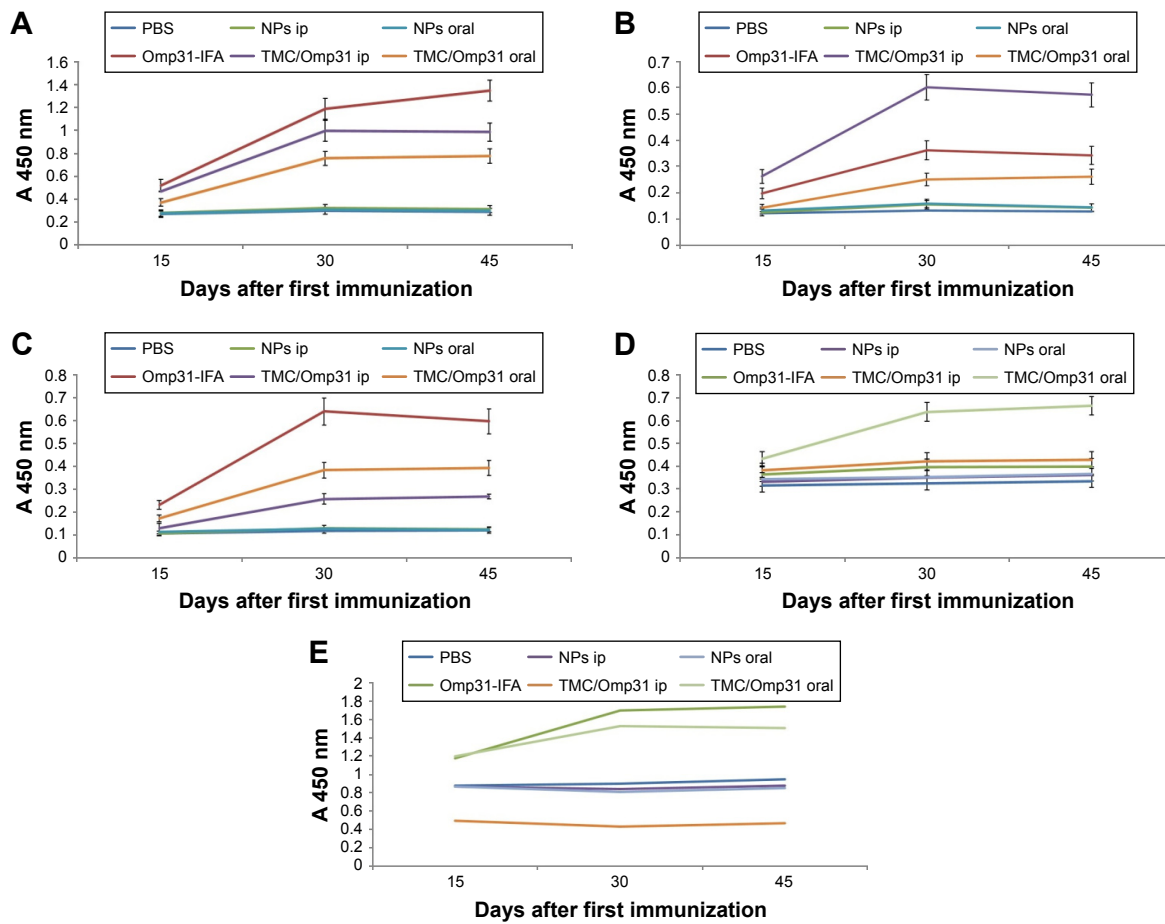 A
PBS NPs ip NPs oral
Omp31-IFA TMC/Omp31 ip TMC/Omp31 oral
A 450 nm
1.6
1.4
1.2
1
0.8
0.6
0.4
0.2
0
15 30 45
Days after first immunization
B
PBS NPs ip NPs oral
Omp31-IFA TMC/Omp31 ip TMC/Omp31 oral
A 450 nm
0.7
0.6
0.5
0.4
0.3
0.2
0.1
0
15 30 45
Days after first immunization
C
PBS NPs ip NPs oral
Omp31-IFA TMC/Omp31 ip TMC/Omp31 oral
A 450 nm
0.8
0.7
0.6
0.5
0.4
0.3
0.2
0.1
0
15 30 45
Days after first immunization
D
PBS NPs ip NPs oral
Omp31-IFA TMC/Omp31 ip TMC/Omp31 oral
A 450 nm
0.8
0.7
0.6
0.5
0.4
0.3
0.2
0.1
0
15 30 45
Days after first immunization
E
PBS NPs ip NPs oral
Omp31-IFA TMC/Omp31 ip TMC/Omp31 oral
A 450 nm
2
1.8
1.6
1.4
1.2
1
0.8
0.6
0.4
0.2
0
15 30 45
Days after first immunization